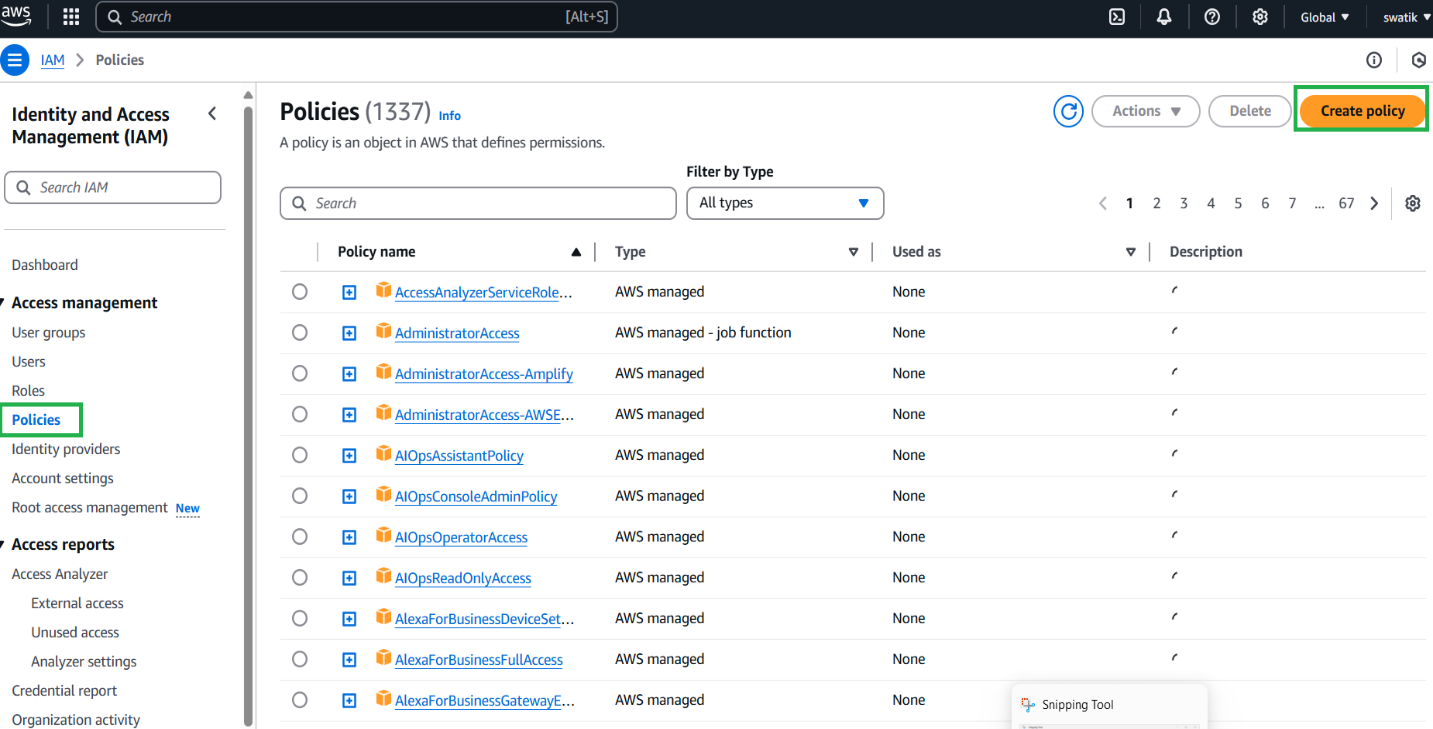 aws
Search [Alt+S] Global ▼ swatik ▼
IAM > Policies
Identity and Access
Management (IAM)
Search IAM
Dashboard
Access management
User groups
Users
Roles
Policies
Identity providers
Account settings
Root access management New
Access reports
Access Analyzer
External access
Unused access
Analyzer settings
Credential report
Organization activity
Policies (1337) Info
Actions ▼ Delete Create policy
A policy is an object in AWS that defines permissions.
Filter by Type
Search All types ▼
< 1 2 3 4 5 6 7 ... 67 >
Policy name Type Used as Description
AccessAnalyzerServiceRole... AWS managed None
AdministratorAccess AWS managed - job function None
AdministratorAccess-Amplify AWS managed None
AdministratorAccess-AWSE... AWS managed None
AIOpsAssistantPolicy AWS managed None
AIOpsConsoleAdminPolicy AWS managed None
AIOpsOperatorAccess AWS managed None
AIOpsReadOnlyAccess AWS managed None
AlexaForBusinessDeviceSet... AWS managed None
AlexaForBusinessFullAccess AWS managed None
AlexaForBusinessGatewayE... AWS managed None
Snipping Tool